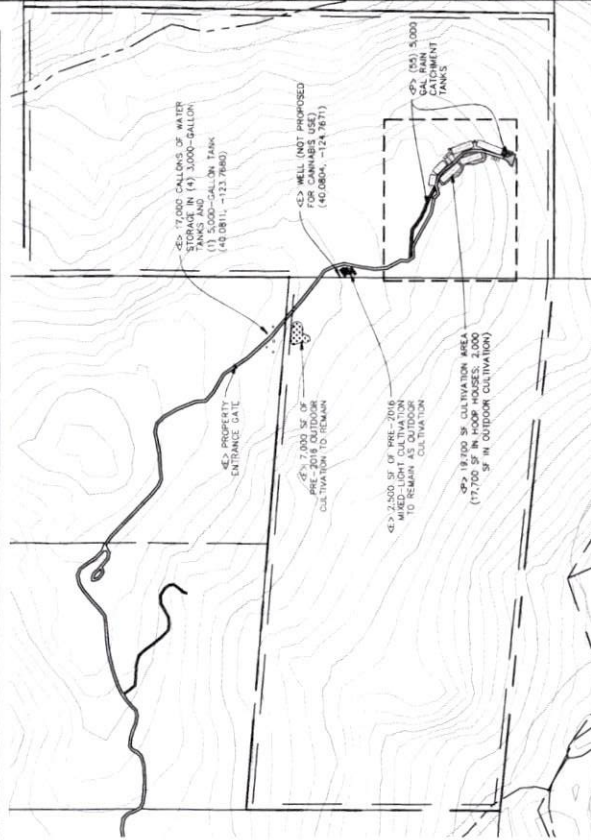 <E> 17,000 GALLONS OF WATER
STORAGE IN (4) 3,000-GALLON
TANKS AND
(1) 5,000-GALLON TANK
(40.0811, -123.7680)
<E> WELL (NOT PROPOSED
FOR CANNABIS USE)
(40.0804, -124.7671)
<P> (55) 5,000
GAL RAIN
CATCHMENT
TANKS
<E> PROPERTY
ENTRANCE GATE
<E> 7,000 SF OF
PRE-2016 OUTDOOR
CULTIVATION TO REMAIN
<E> 2,500 SF OF PRE-2016
MIXED-LIGHT CULTIVATION
TO REMAIN AS OUTDOOR
CULTIVATION
<P> 19,700 SF CULTIVATION AREA
(17,700 SF IN HOOP HOUSES; 2,000
SF IN OUTDOOR CULTIVATION)